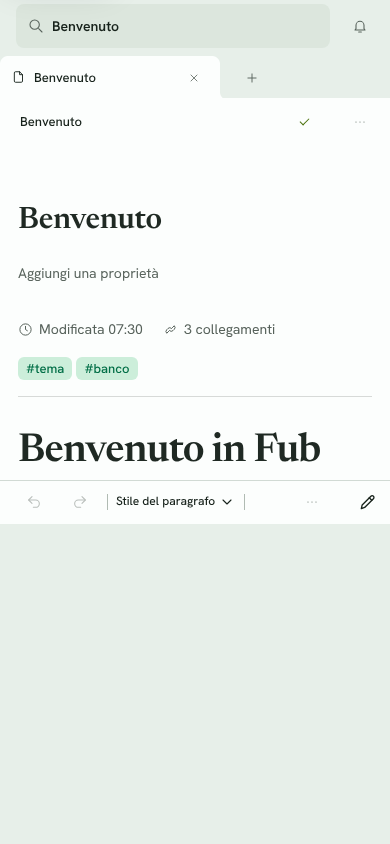 Benvenuto
Benvenuto
Benvenuto
Benvenuto
Aggiungi una proprietà
Modificata 07:30 3 collegamenti
#tema #banco
Benvenuto in Fub
Stile del paragrafo